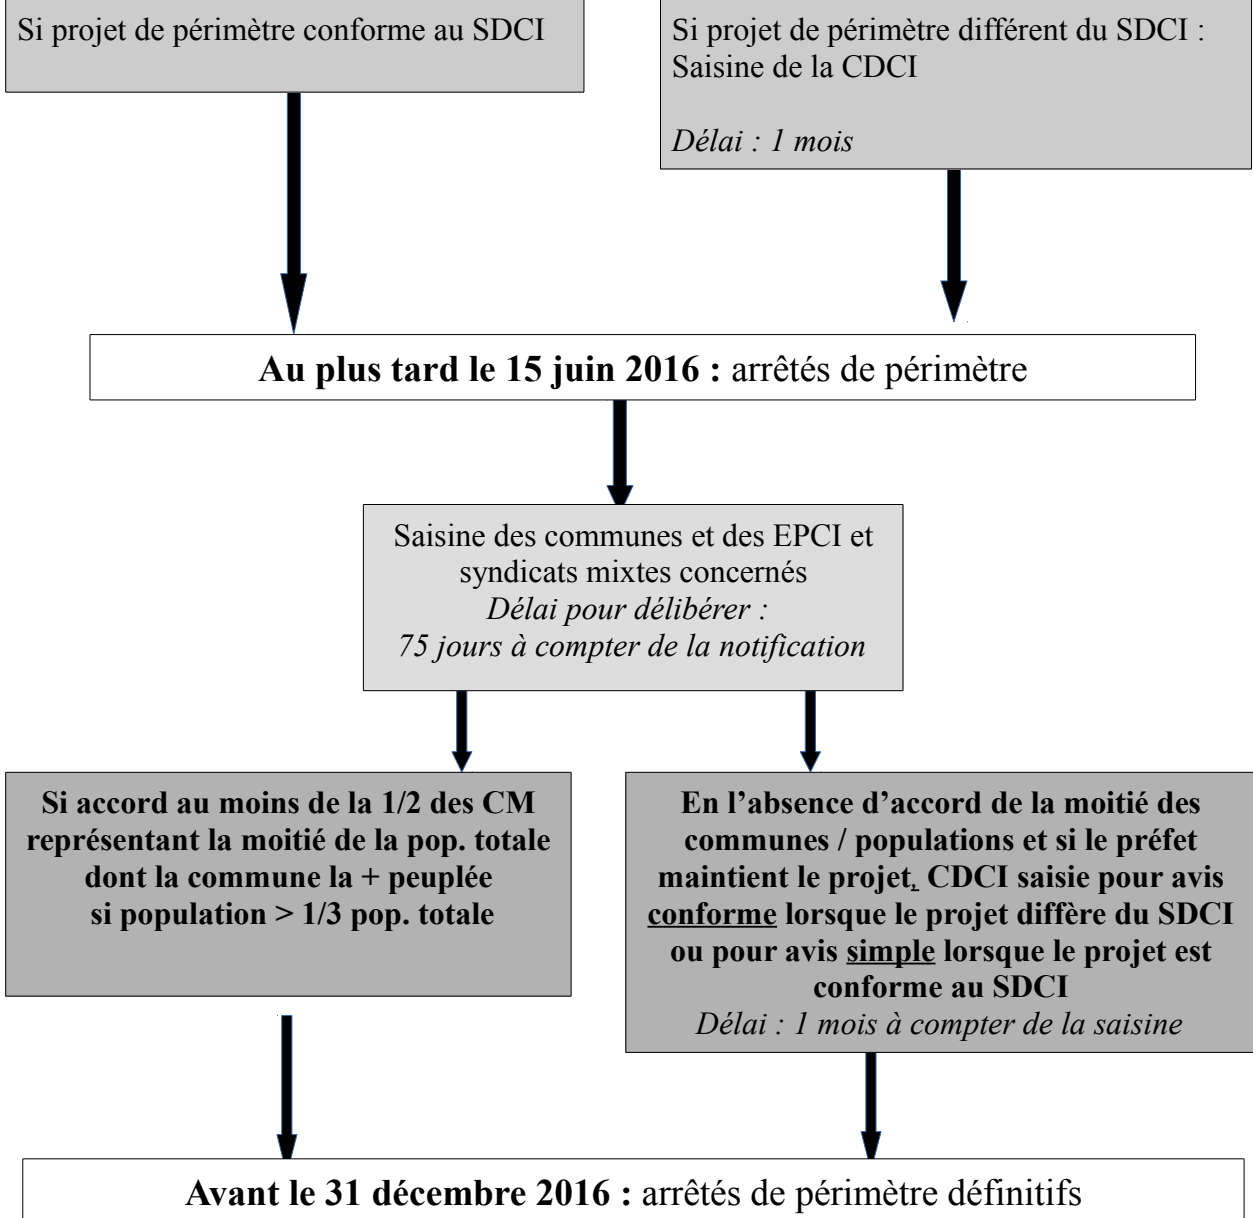 Si projet de périmètre conforme au SDCI
Si projet de périmètre différent du SDCI :
Saisine de la CDCI
Délai : 1 mois
Au plus tard le 15 juin 2016 : arrêtés de périmètre
Saisine des communes et des EPCI et
syndicats mixtes concernés
Délai pour délibérer :
75 jours à compter de la notification
Si accord au moins de la 1/2 des CM
représentant la moitié de la pop. totale
dont la commune la + peuplée
si population > 1/3 pop. totale
En l’absence d’accord de la moitié des
communes / populations et si le préfet
maintient le projet, CDCI saisie pour avis
conforme lorsque le projet diffère du SDCI
ou pour avis simple lorsque le projet est
conforme au SDCI
Délai : 1 mois à compter de la saisine
Avant le 31 décembre 2016 : arrêtés de périmètre définitifs